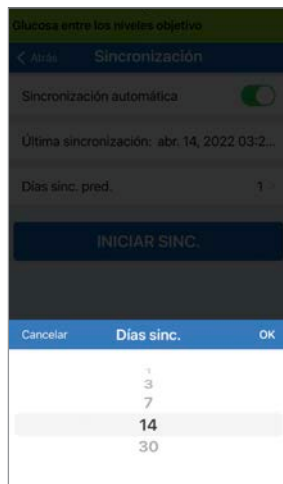 Glucosa entre los niveles objetivo
< Atrás Sincronización
Sincronización automática
Última sincronización: abr. 14, 2022 03:2...
Días sinc. pred. 1 >
INICIAR SINC.
Cancelar Días sinc. OK
1
3
7
14
30